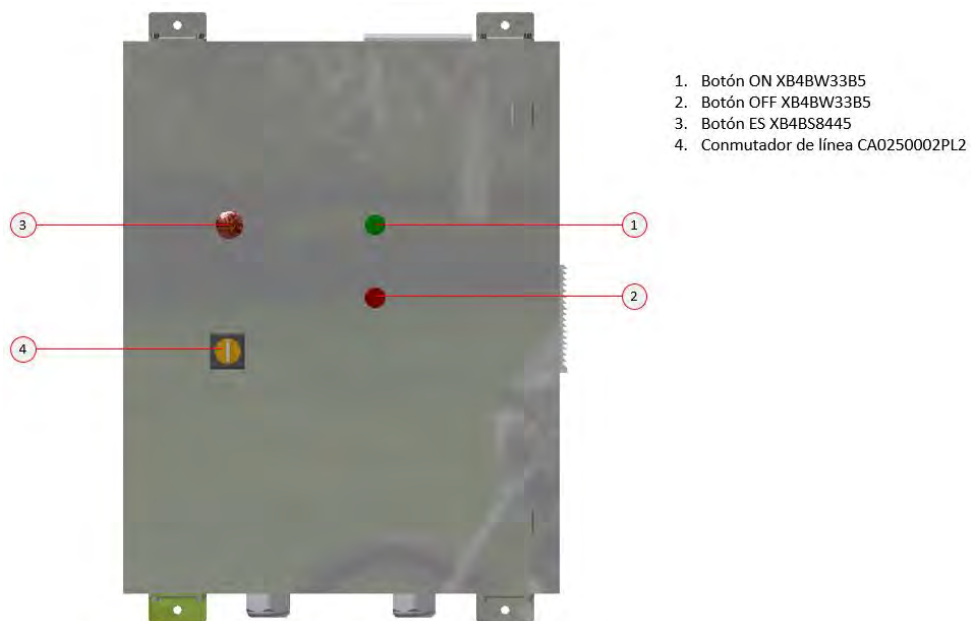 1. Botón ON XB4BW33B5
2. Botón OFF XB4BW33B5
3. Botón ES XB4BS8445
4. Conmutador de línea CA0250002PL2
3
1
2
4